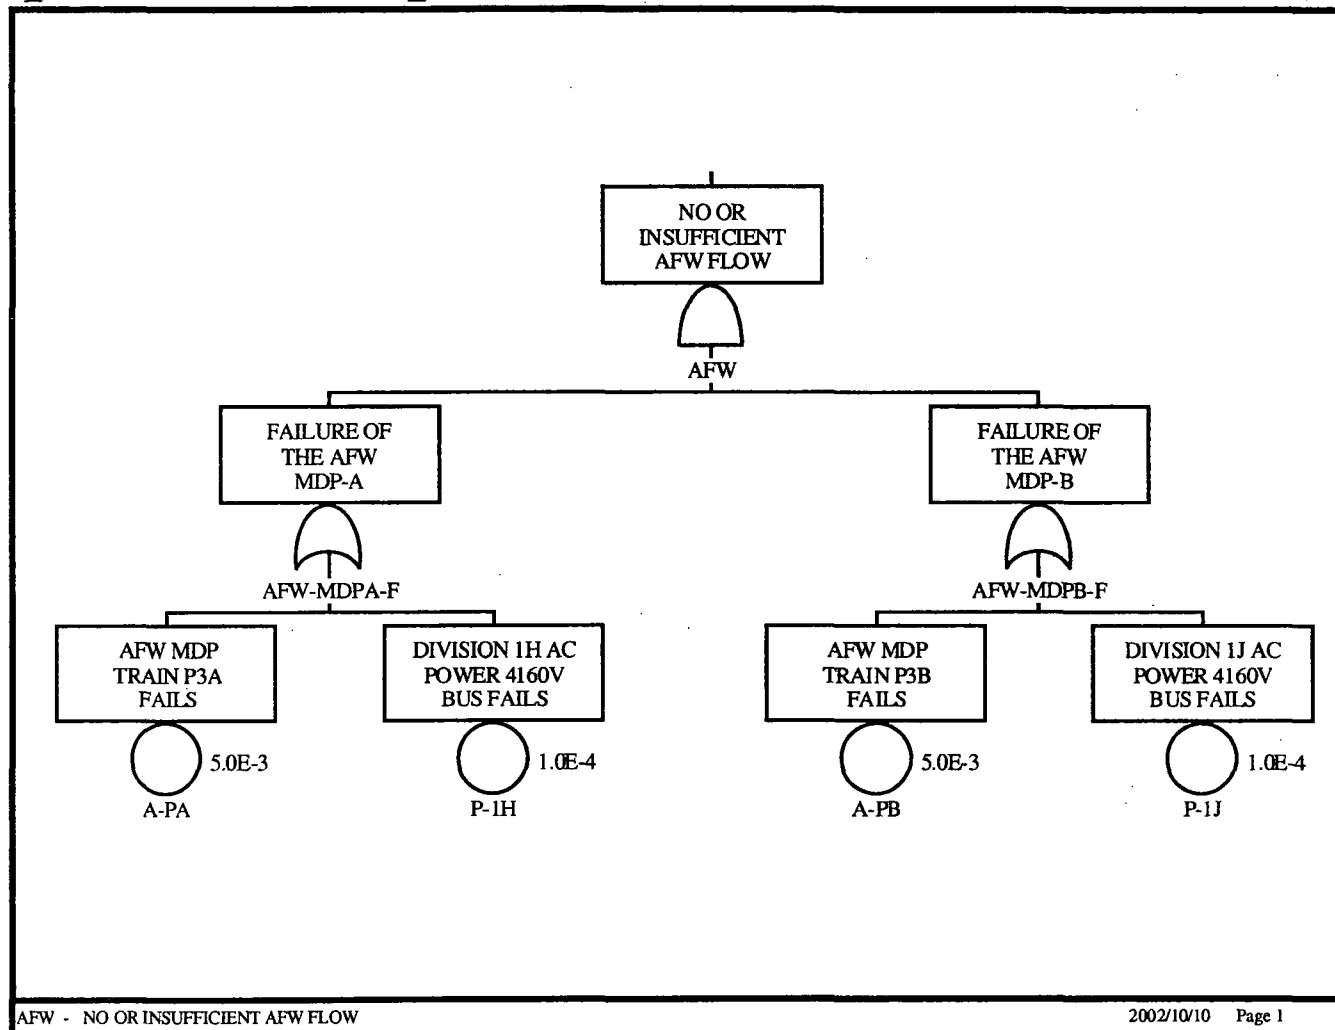 NO OR
INSUFFICIENT
AFW FLOW
AFW
FAILURE OF
THE AFW
MDP-A
FAILURE OF
THE AFW
MDP-B
AFW-MDPA-F
AFW-MDPB-F
AFW MDP
TRAIN P3A
FAILS
DIVISION 1H AC
POWER 4160V
BUS FAILS
AFW MDP
TRAIN P3B
FAILS
DIVISION 1J AC
POWER 4160V
BUS FAILS
5.0E-3
1.0E-4
5.0E-3
1.0E-4
A-PA
P-1H
A-PB
P-1J
AFW - NO OR INSUFFICIENT AFW FLOW
2002/10/10 Page 1